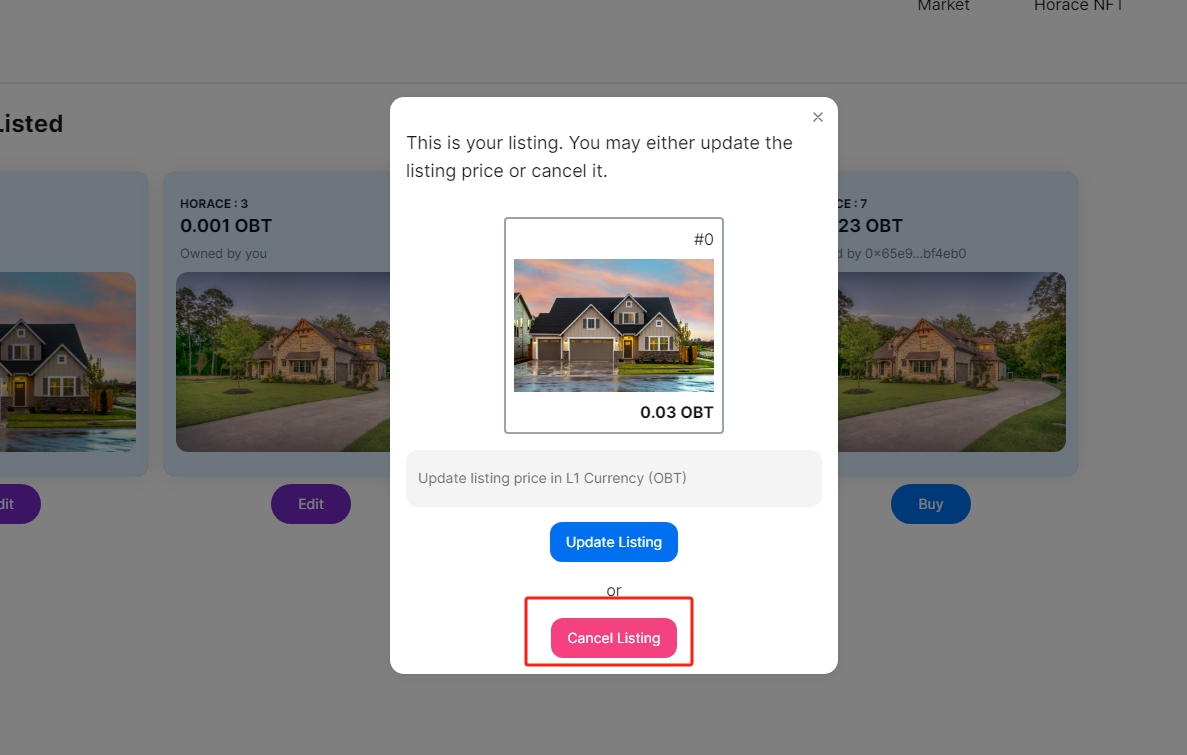 Market
Horace NFT
Listed
This is your listing. You may either update the
listing price or cancel it.
HORACE : 3
0.001 OBT
Owned by you
#0
0.03 OBT
CE : 7
23 OBT
d by 0×65e9...bf4eb0
Update listing price in L1 Currency (OBT)
dit
Edit
Buy
Update Listing
or
Cancel Listing